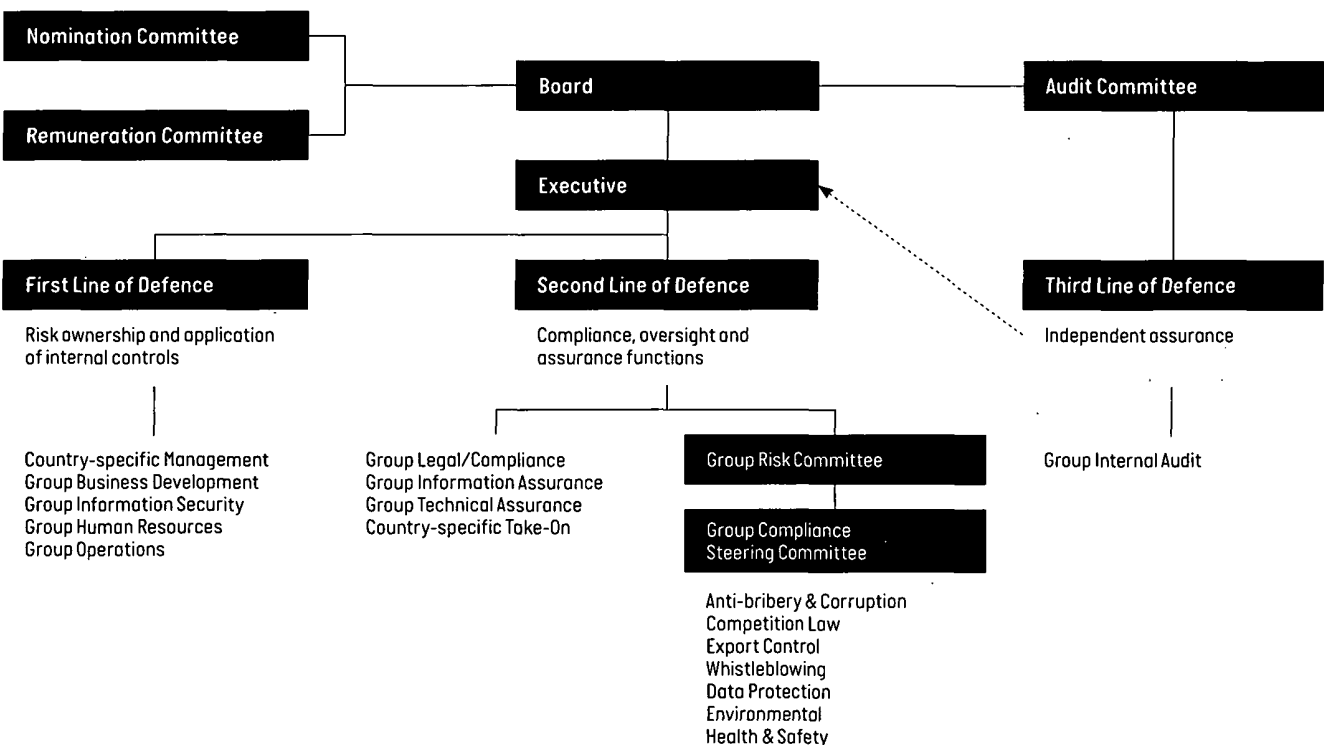 Nomination Committee
Board
Audit Committee
Remuneration Committee
Executive
First Line of Defence
Second Line of Defence
Third Line of Defence
Risk ownership and application
of internal controls
Compliance, oversight and
assurance functions
Independent assurance
Country-specific Management
Group Business Development
Group Information Security
Group Human Resources
Group Operations
Group Legal/Compliance
Group Information Assurance
Group Technical Assurance
Country-specific Take-On
Group Risk Committee
Group Compliance
Steering Committee
Anti-bribery & Corruption
Competition Law
Export Control
Whistleblowing
Data Protection
Environmental
Health & Safety
Group Internal Audit